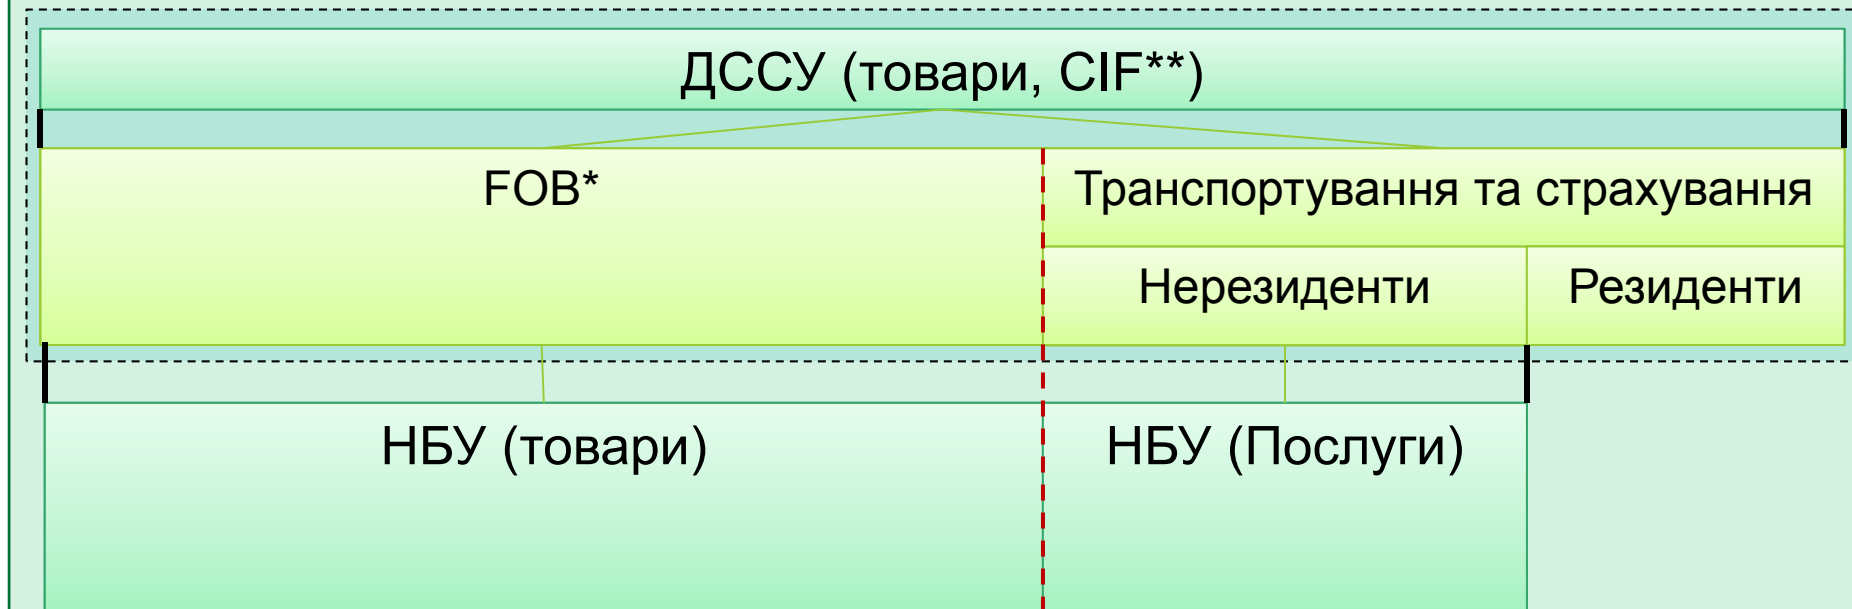 ДССУ (товари, CIF**)
FOB*
Транспортування та страхування
Нерезиденти
Резиденти
НБУ (товари)
НБУ (Послуги)